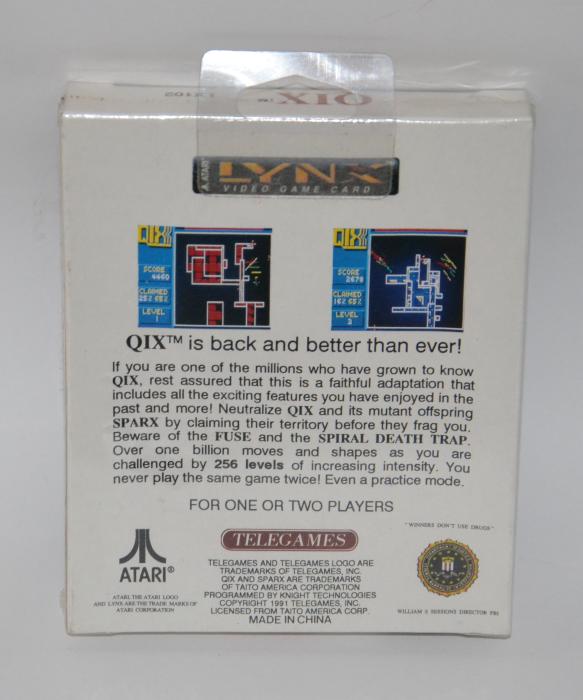 QIX™
ATARI
LYNX
VIDEO GAME CARD
QIX
SCORE
4460
CLAIMED
25% 65%
LEVEL
1
QIX
SCORE
2679
CLAIMED
16% 65%
LEVEL
3
QIX™ is back and better than ever!
If you are one of the millions who have grown to know
QIX, rest assured that this is a faithful adaptation that
includes all the exciting features you have enjoyed in the
past and more! Neutralize QIX and its mutant offspring
SPARX by claiming their territory before they frag you.
Beware of the FUSE and the SPIRAL DEATH TRAP.
Over one billion moves and shapes as you are
challenged by 256 levels of increasing intensity. You
never play the same game twice! Even a practice mode.
FOR ONE OR TWO PLAYERS
ATARI®
ATARI, THE ATARI LOGO
AND LYNX ARE THE TRADE MARKS OF
ATARI CORPORATION
TELEGAMES
TELEGAMES AND TELEGAMES LOGO ARE
TRADEMARKS OF TELEGAMES, INC.
QIX AND SPARX ARE TRADEMARKS
OF TAITO AMERICA CORPORATION
PROGRAMMED BY KNIGHT TECHNOLOGIES
COPYRIGHT 1991 TELEGAMES, INC.
LICENSED FROM TAITO AMERICA CORP.
MADE IN CHINA
"WINNERS DON'T USE DRUGS"
WILLIAM S SESSIONS DIRECTOR FBI